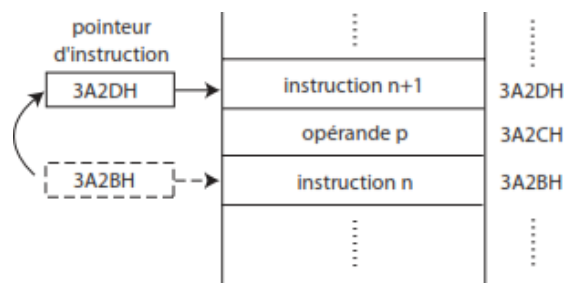 pointeur
d'instruction
3A2DH
instruction n+1
3A2DH
opérande p
3A2CH
3A2BH
instruction n
3A2BH